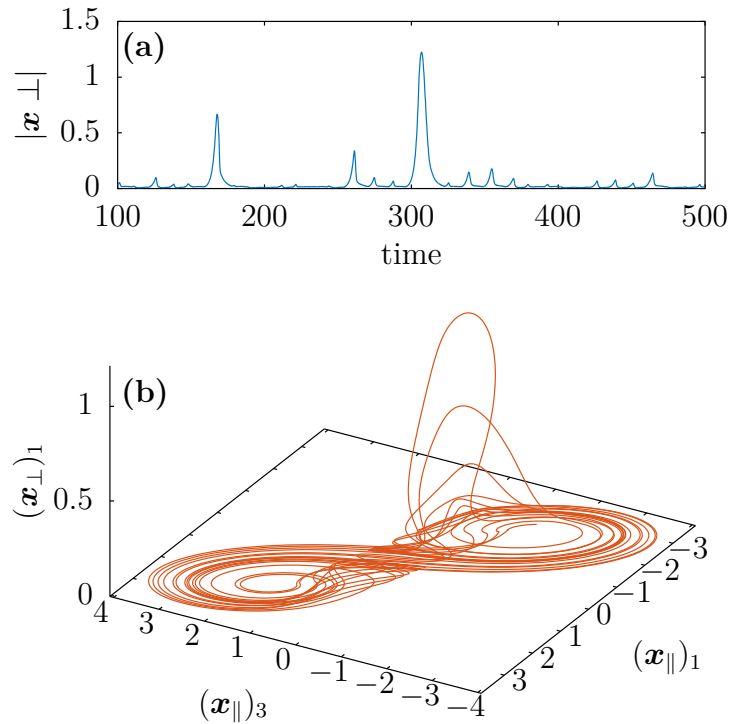 (a)
|x ⊥|
1.5
1
0.5
0
100 200 300 400 500
time
(b)
(x⊥)₁
1
0.5
0
4 3 2 1 0 −1 −2 −3 −4
(x∥)₃
3 2 1 0 −1 −2 −3
(x∥)₁